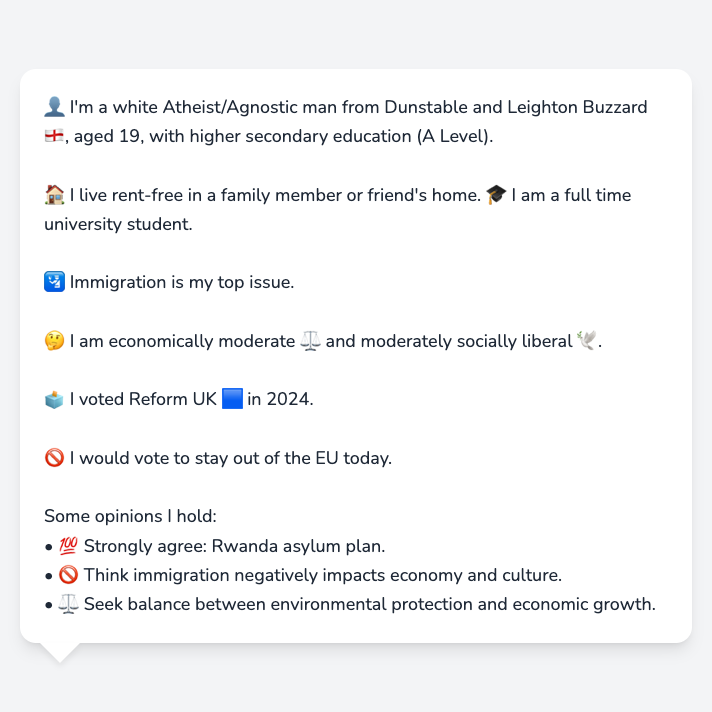 👤 I'm a white Atheist/Agnostic man from Dunstable and Leighton Buzzard
🏴󠁧󠁢󠁥󠁮󠁧󠁿, aged 19, with higher secondary education (A Level).
🏠 I live rent-free in a family member or friend's home. 🎓 I am a full time
university student.
🛂 Immigration is my top issue.
🤔 I am economically moderate ⚖️ and moderately socially liberal 🕊️.
🗳️ I voted Reform UK 🟦 in 2024.
🚫 I would vote to stay out of the EU today.
Some opinions I hold:
• 💯 Strongly agree: Rwanda asylum plan.
• 🚫 Think immigration negatively impacts economy and culture.
• ⚖️ Seek balance between environmental protection and economic growth.